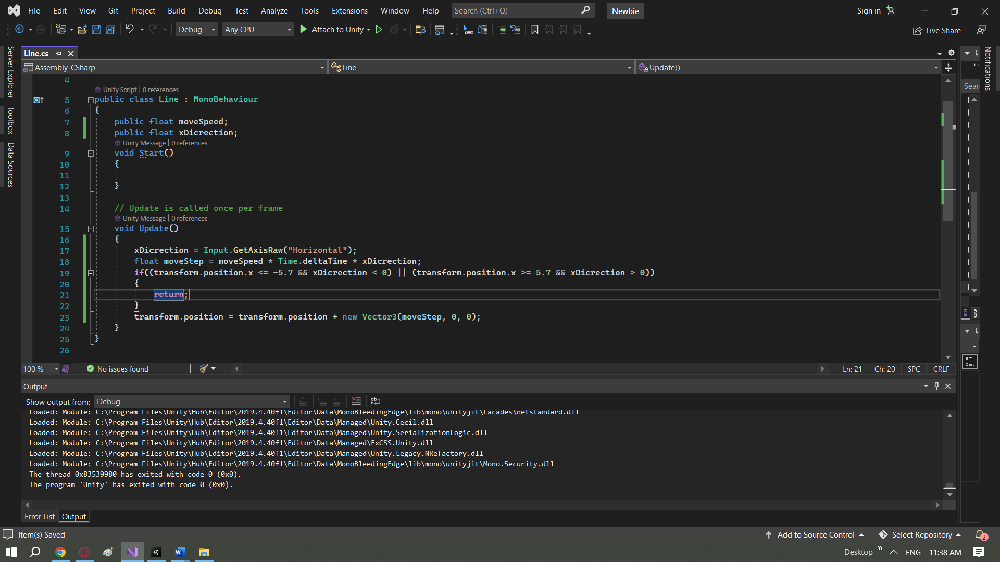 File Edit View Git Project Build Debug Test Analyze Tools Extensions Window Help Search (Ctrl+Q) Newbie Sign in
Debug Any CPU Attach to Unity Live Share
Server Explorer
Toolbox
Data Sources
Notifications
Line.cs
Assembly-CSharp Line Update()
4
Unity Script | 0 references
5 public class Line : MonoBehaviour
6 {
7 public float moveSpeed;
8 public float xDicrection;
Unity Message | 0 references
9 void Start()
10 {
11
12 }
13
14 // Update is called once per frame
Unity Message | 0 references
15 void Update()
16 {
17 xDicrection = Input.GetAxisRaw("Horizontal");
18 float moveStep = moveSpeed * Time.deltaTime * xDicrection;
19 if((transform.position.x <= -5.7 && xDicrection < 0) || (transform.position.x >= 5.7 && xDicrection > 0))
20 {
21 return;
22 }
23 transform.position = transform.position + new Vector3(moveStep, 0, 0);
24 }
25 }
26
Sear
100 % No issues found Ln: 21 Ch: 20 SPC CRLF
Output
Show output from: Debug
Loaded: Module: C:\Program Files\Unity\Hub\Editor\2019.4.40f1\Editor\Data\MonoBleedingEdge\lib\mono\unityjit\Facades\netstandard.dll
Loaded: Module: C:\Program Files\Unity\Hub\Editor\2019.4.40f1\Editor\Data\Managed\Unity.Cecil.dll
Loaded: Module: C:\Program Files\Unity\Hub\Editor\2019.4.40f1\Editor\Data\Managed\Unity.SerializationLogic.dll
Loaded: Module: C:\Program Files\Unity\Hub\Editor\2019.4.40f1\Editor\Data\Managed\ExCSS.Unity.dll
Loaded: Module: C:\Program Files\Unity\Hub\Editor\2019.4.40f1\Editor\Data\Managed\Unity.Legacy.NRefactory.dll
Loaded: Module: C:\Program Files\Unity\Hub\Editor\2019.4.40f1\Editor\Data\MonoBleedingEdge\lib\mono\unityjit\Mono.Security.dll
The thread 0x83539980 has exited with code 0 (0x0).
The program 'Unity' has exited with code 0 (0x0).
Error List Output
Item(s) Saved Add to Source Control Select Repository 2
Desktop ENG 11:38 AM